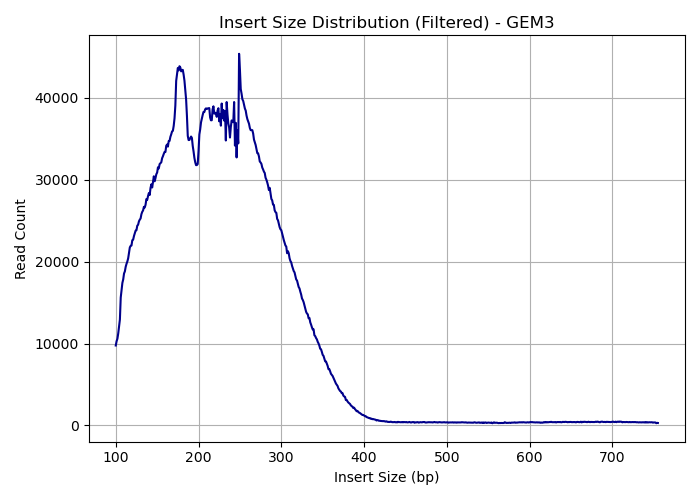 Insert Size Distribution (Filtered) - GEM3
Read Count
40000
30000
20000
10000
0
100 200 300 400 500 600 700
Insert Size (bp)